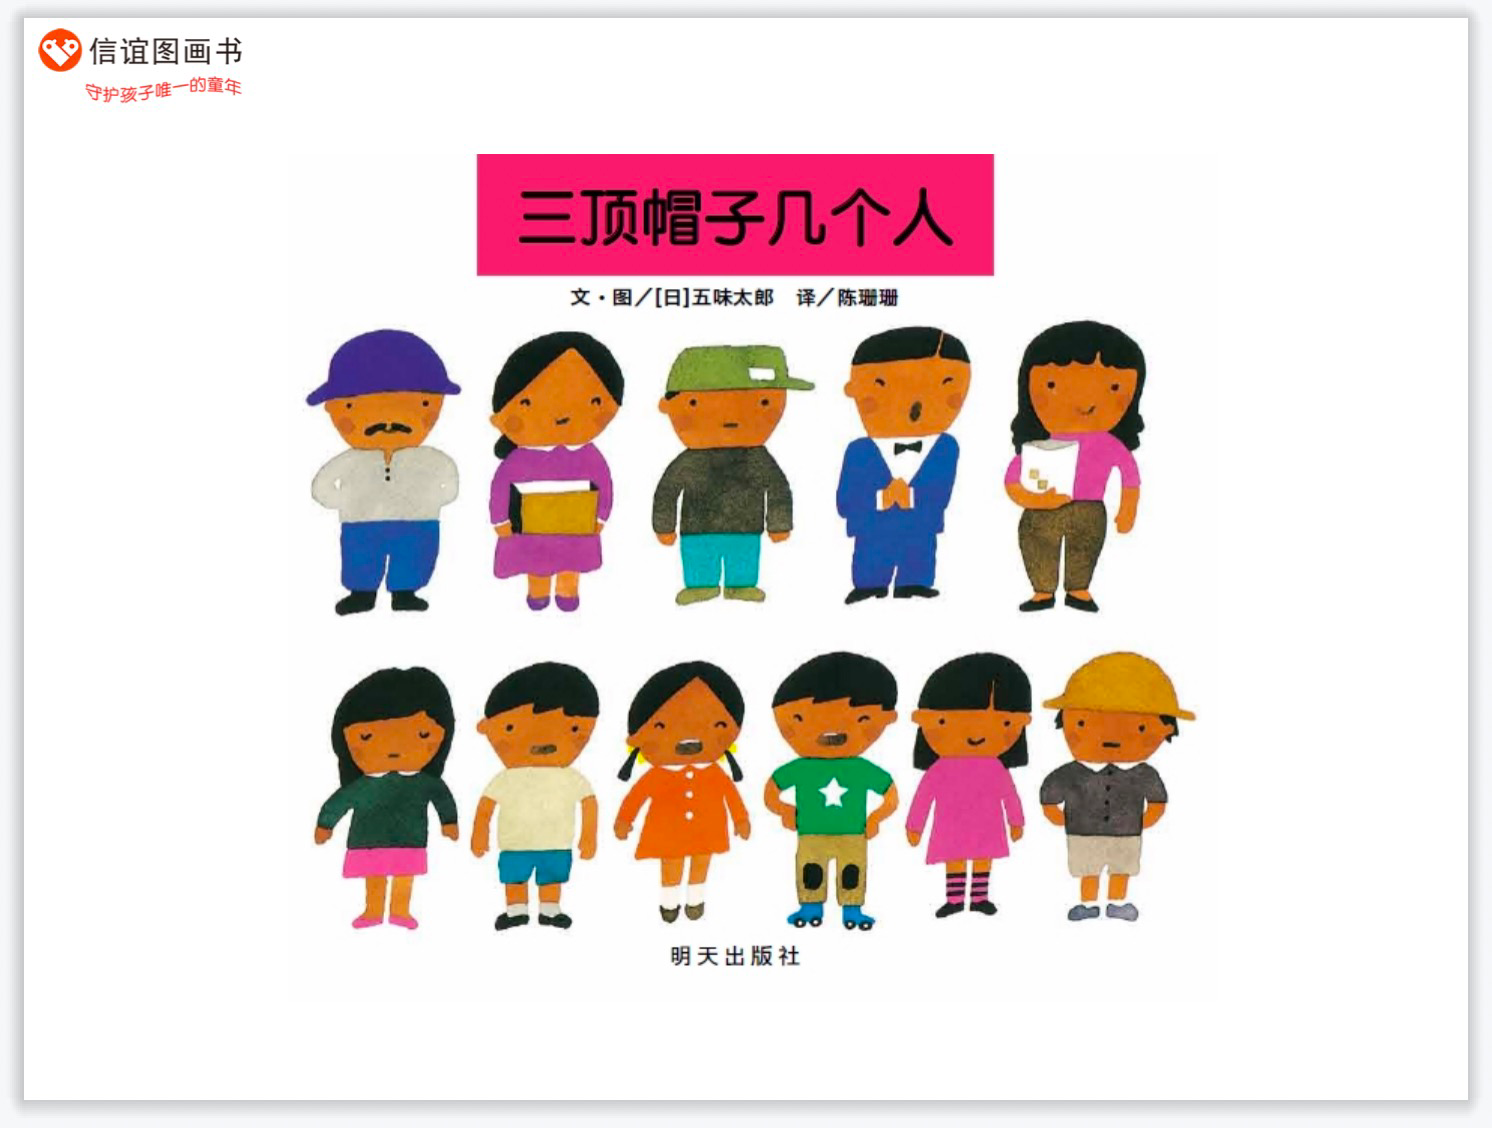 信谊图画书
守护孩子唯一的童年
三顶帽子几个人
文·图／[日]五味太郎　译／陈珊珊
明天出版社